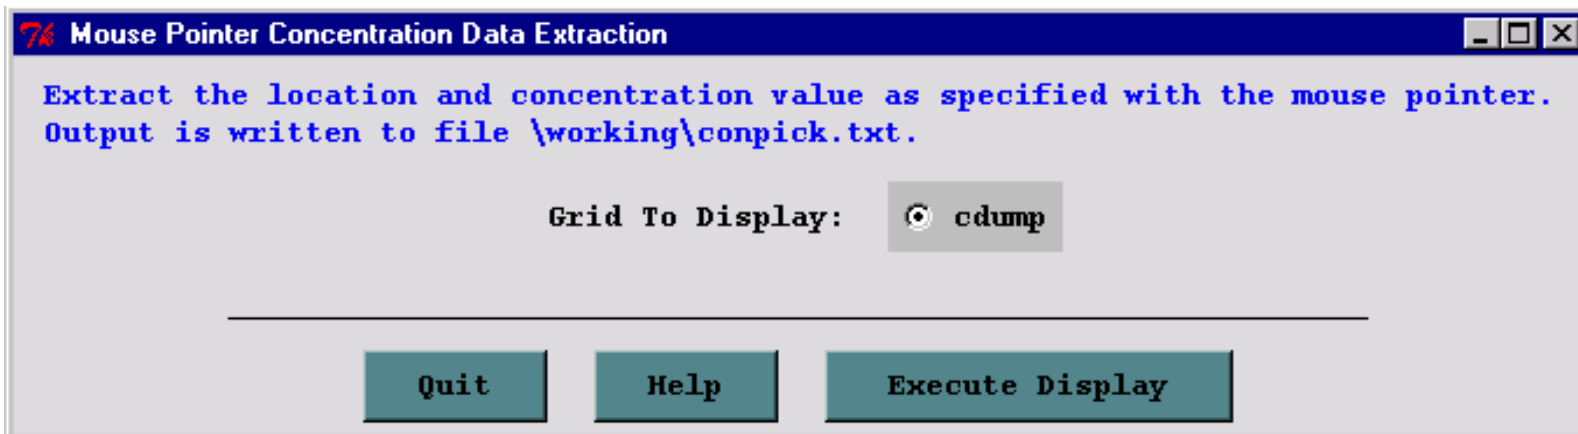 Mouse Pointer Concentration Data Extraction
Extract the location and concentration value as specified with the mouse pointer.
Output is written to file \working\conpick.txt.
Grid To Display: cdump
Quit Help Execute Display